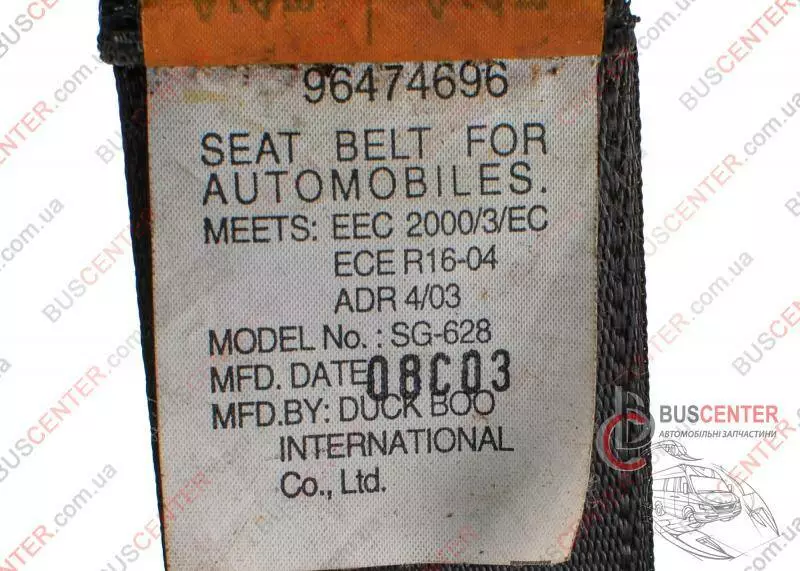 96474696
SEAT BELT FOR
AUTOMOBILES.
MEETS: EEC 2000/3/EC
ECE R16-04
ADR 4/03
MODEL No. : SG-628
MFD. DATE 08C03
MFD.BY: DUCK BOO
INTERNATIONAL
Co., Ltd.
BUSCENTER
АВТОМОБІЛЬНІ ЗАПЧАСТИНИ
BUSCENTER.com.ua